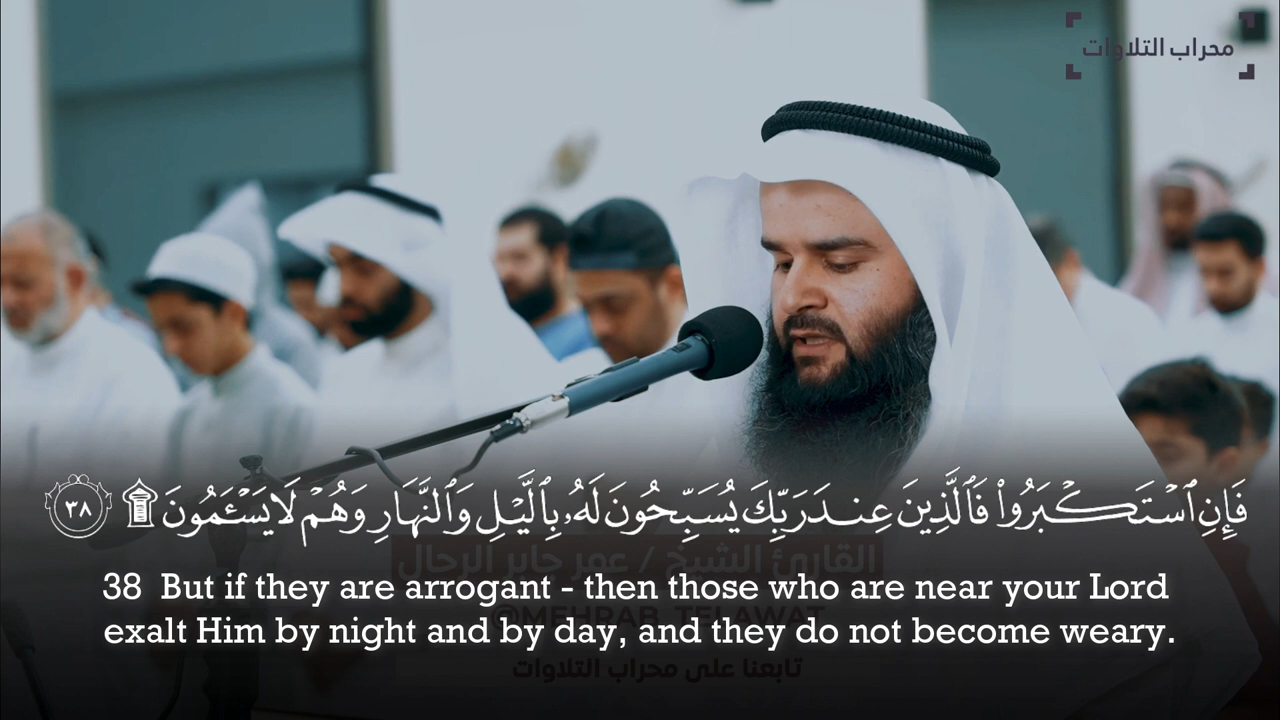 محراب التلاوات
فَإِنِ ٱسۡتَكۡبَرُواْ فَٱلَّذِينَ عِندَ رَبِّكَ يُسَبِّحُونَ لَهُۥ بِٱلَّيۡلِ وَٱلنَّهَارِ وَهُمۡ لَا يَسۡـَٔمُونَ ۩ ٣٨
القارئ الشيخ / عمر جابر الرحال
38 But if they are arrogant - then those who are near your Lord
@MEHRAB_TELAWAT
exalt Him by night and by day, and they do not become weary.
تابعنا على محراب التلاوات